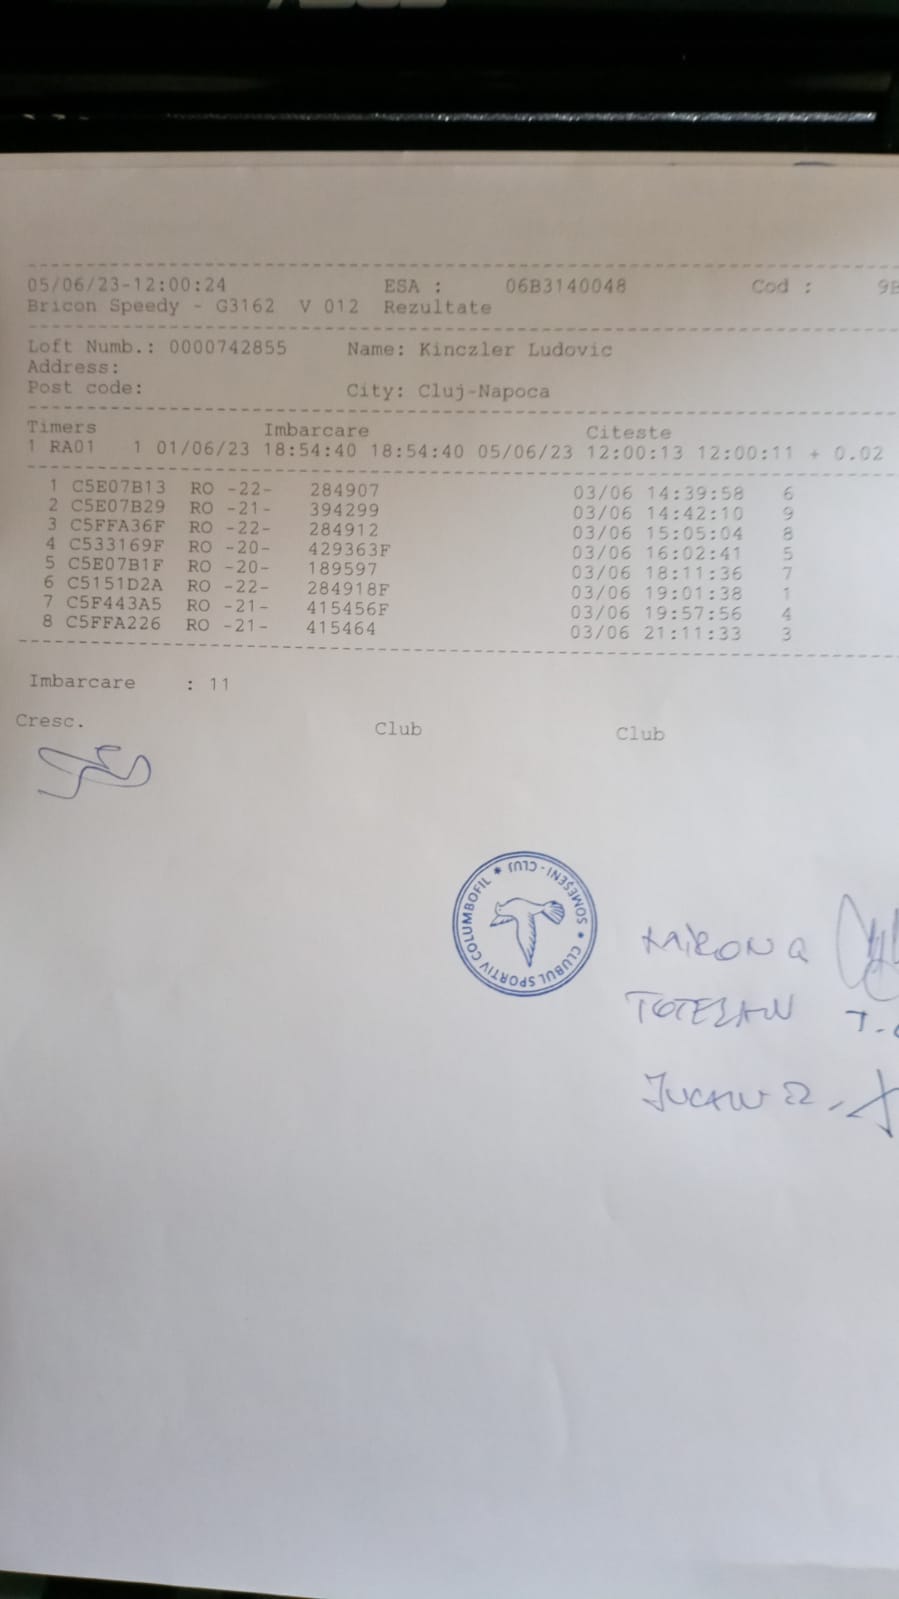 05/06/23-12:00:24 ESA : 06B3140048 Cod : 9B
Bricon Speedy - G3162 V 012 Rezultate
Loft Numb.: 0000742855 Name: Kinczler Ludovic
Address:
Post code: City: Cluj-Napoca
Timers Imbarcare Citeste
1 RA01 1 01/06/23 18:54:40 18:54:40 05/06/23 12:00:13 12:00:11 + 0.02
1 C5E07B13 RO -22- 284907 03/06 14:39:58 6
2 C5E07B29 RO -21- 394299 03/06 14:42:10 9
3 C5FFA36F RO -22- 284912 03/06 15:05:04 8
4 C533169F RO -20- 429363F 03/06 16:02:41 5
5 C5E07B1F RO -20- 189597 03/06 18:11:36 7
6 C5151D2A RO -22- 284918F 03/06 19:01:38 1
7 C5F443A5 RO -21- 415456F 03/06 19:57:56 4
8 C5FFA226 RO -21- 415464 03/06 21:11:33 3
Imbarcare : 11
Cresc. Club Club
CLUBUL SPORTIV COLUMBOFIL * SOMEȘENI-CLUJ *
MIRON